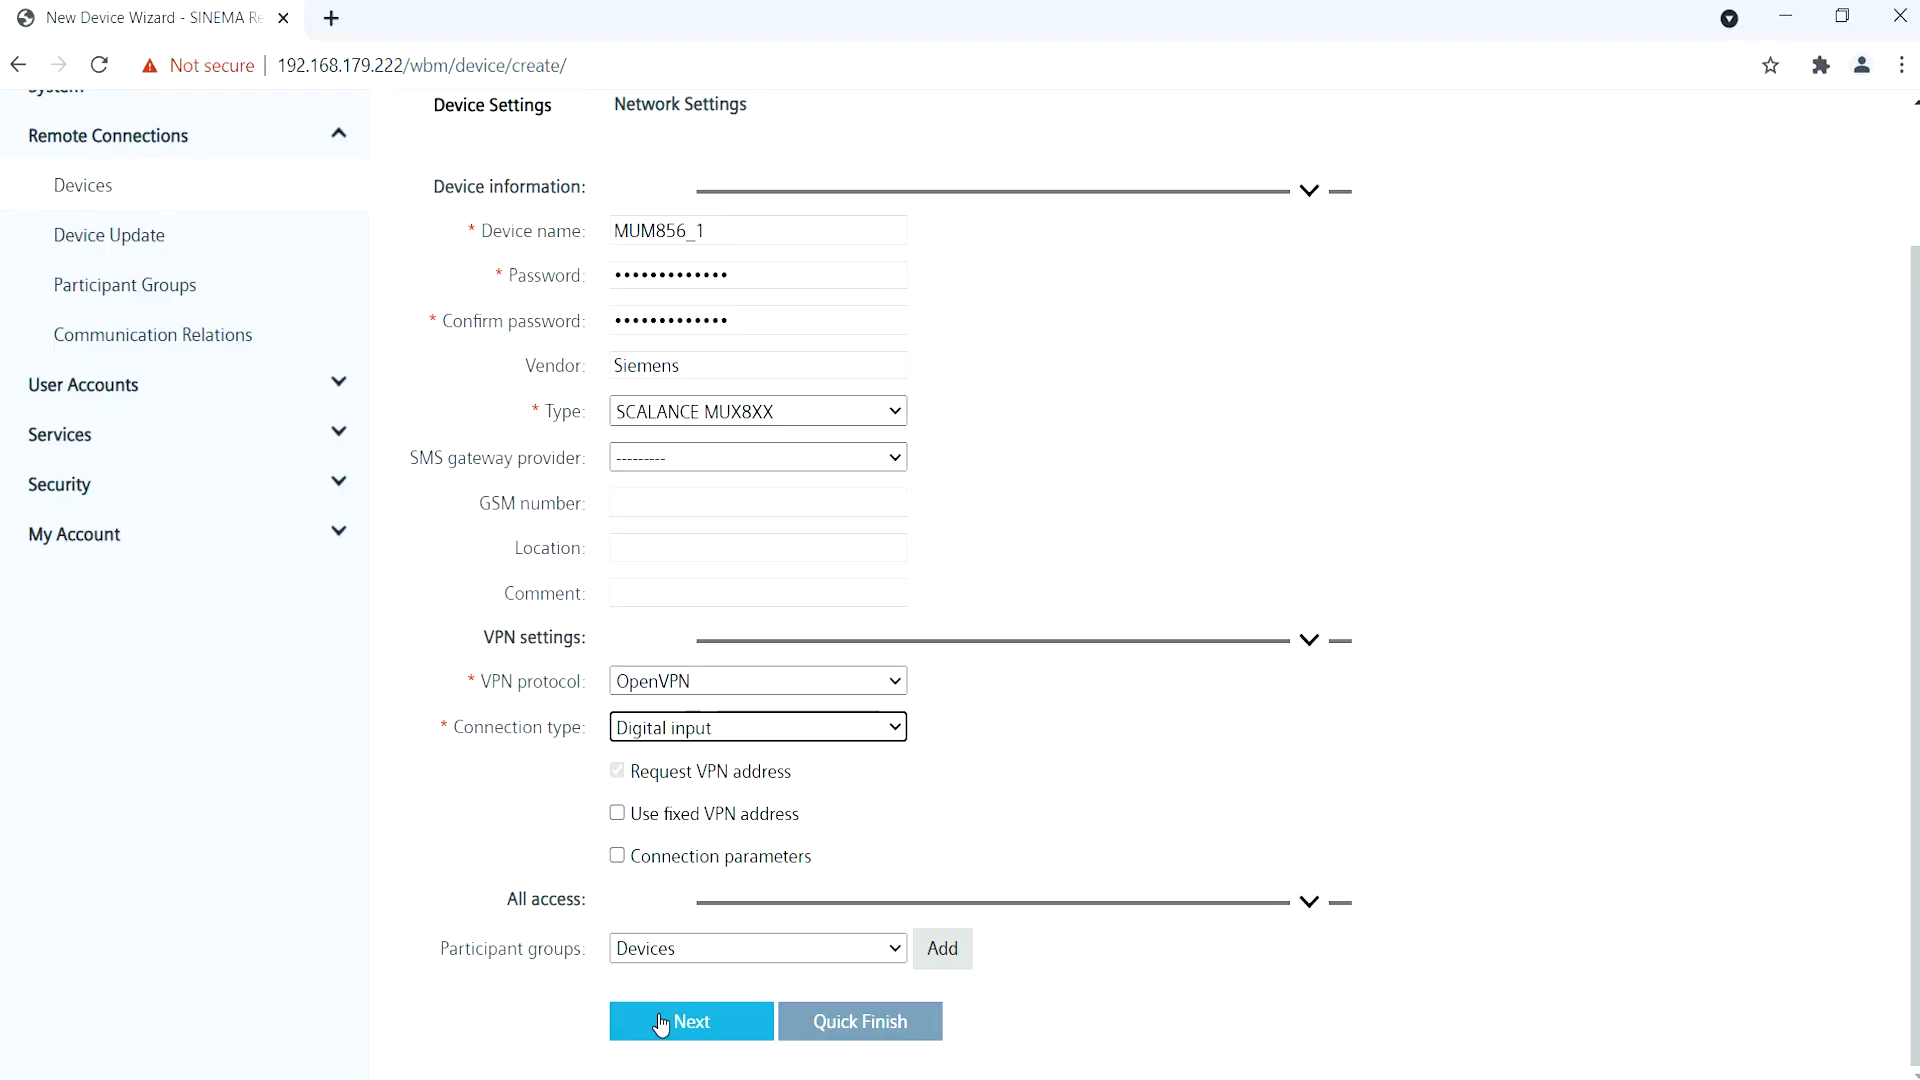 New Device Wizard - SINEMA Re
Not secure
192.168.179.222/wbm/device/create/
System
Remote Connections
Devices
Device Update
Participant Groups
Communication Relations
User Accounts
Services
Security
My Account
Device Settings
Network Settings
Device information:
* Device name: MUM856_1
* Password: •••••••••••••
* Confirm password: •••••••••••••
Vendor: Siemens
* Type: SCALANCE MUX8XX
SMS gateway provider: ---------
GSM number:
Location:
Comment:
VPN settings:
* VPN protocol: OpenVPN
* Connection type: Digital input
Request VPN address
Use fixed VPN address
Connection parameters
All access:
Participant groups: Devices Add
Next Quick Finish